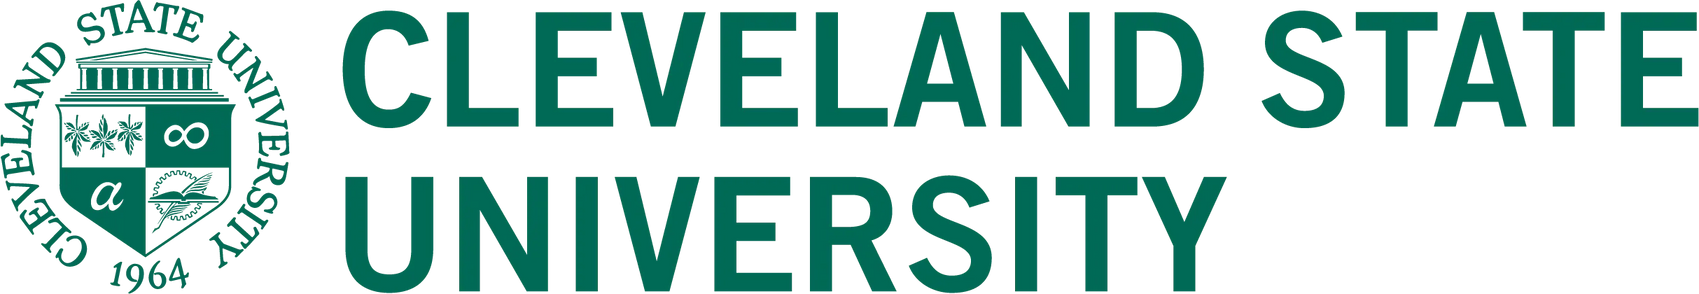 CLEVELAND STATE UNIVERSITY
1964
∞
a
CLEVELAND STATE
UNIVERSITY